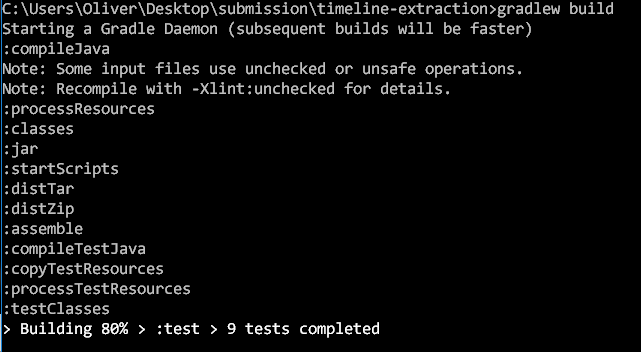 C:\Users\Oliver\Desktop\submission\timeline-extraction>gradlew build
Starting a Gradle Daemon (subsequent builds will be faster)
:compileJava
Note: Some input files use unchecked or unsafe operations.
Note: Recompile with -Xlint:unchecked for details.
:processResources
:classes
:jar
:startScripts
:distTar
:distZip
:assemble
:compileTestJava
:copyTestResources
:processTestResources
:testClasses
> Building 80% > :test > 9 tests completed